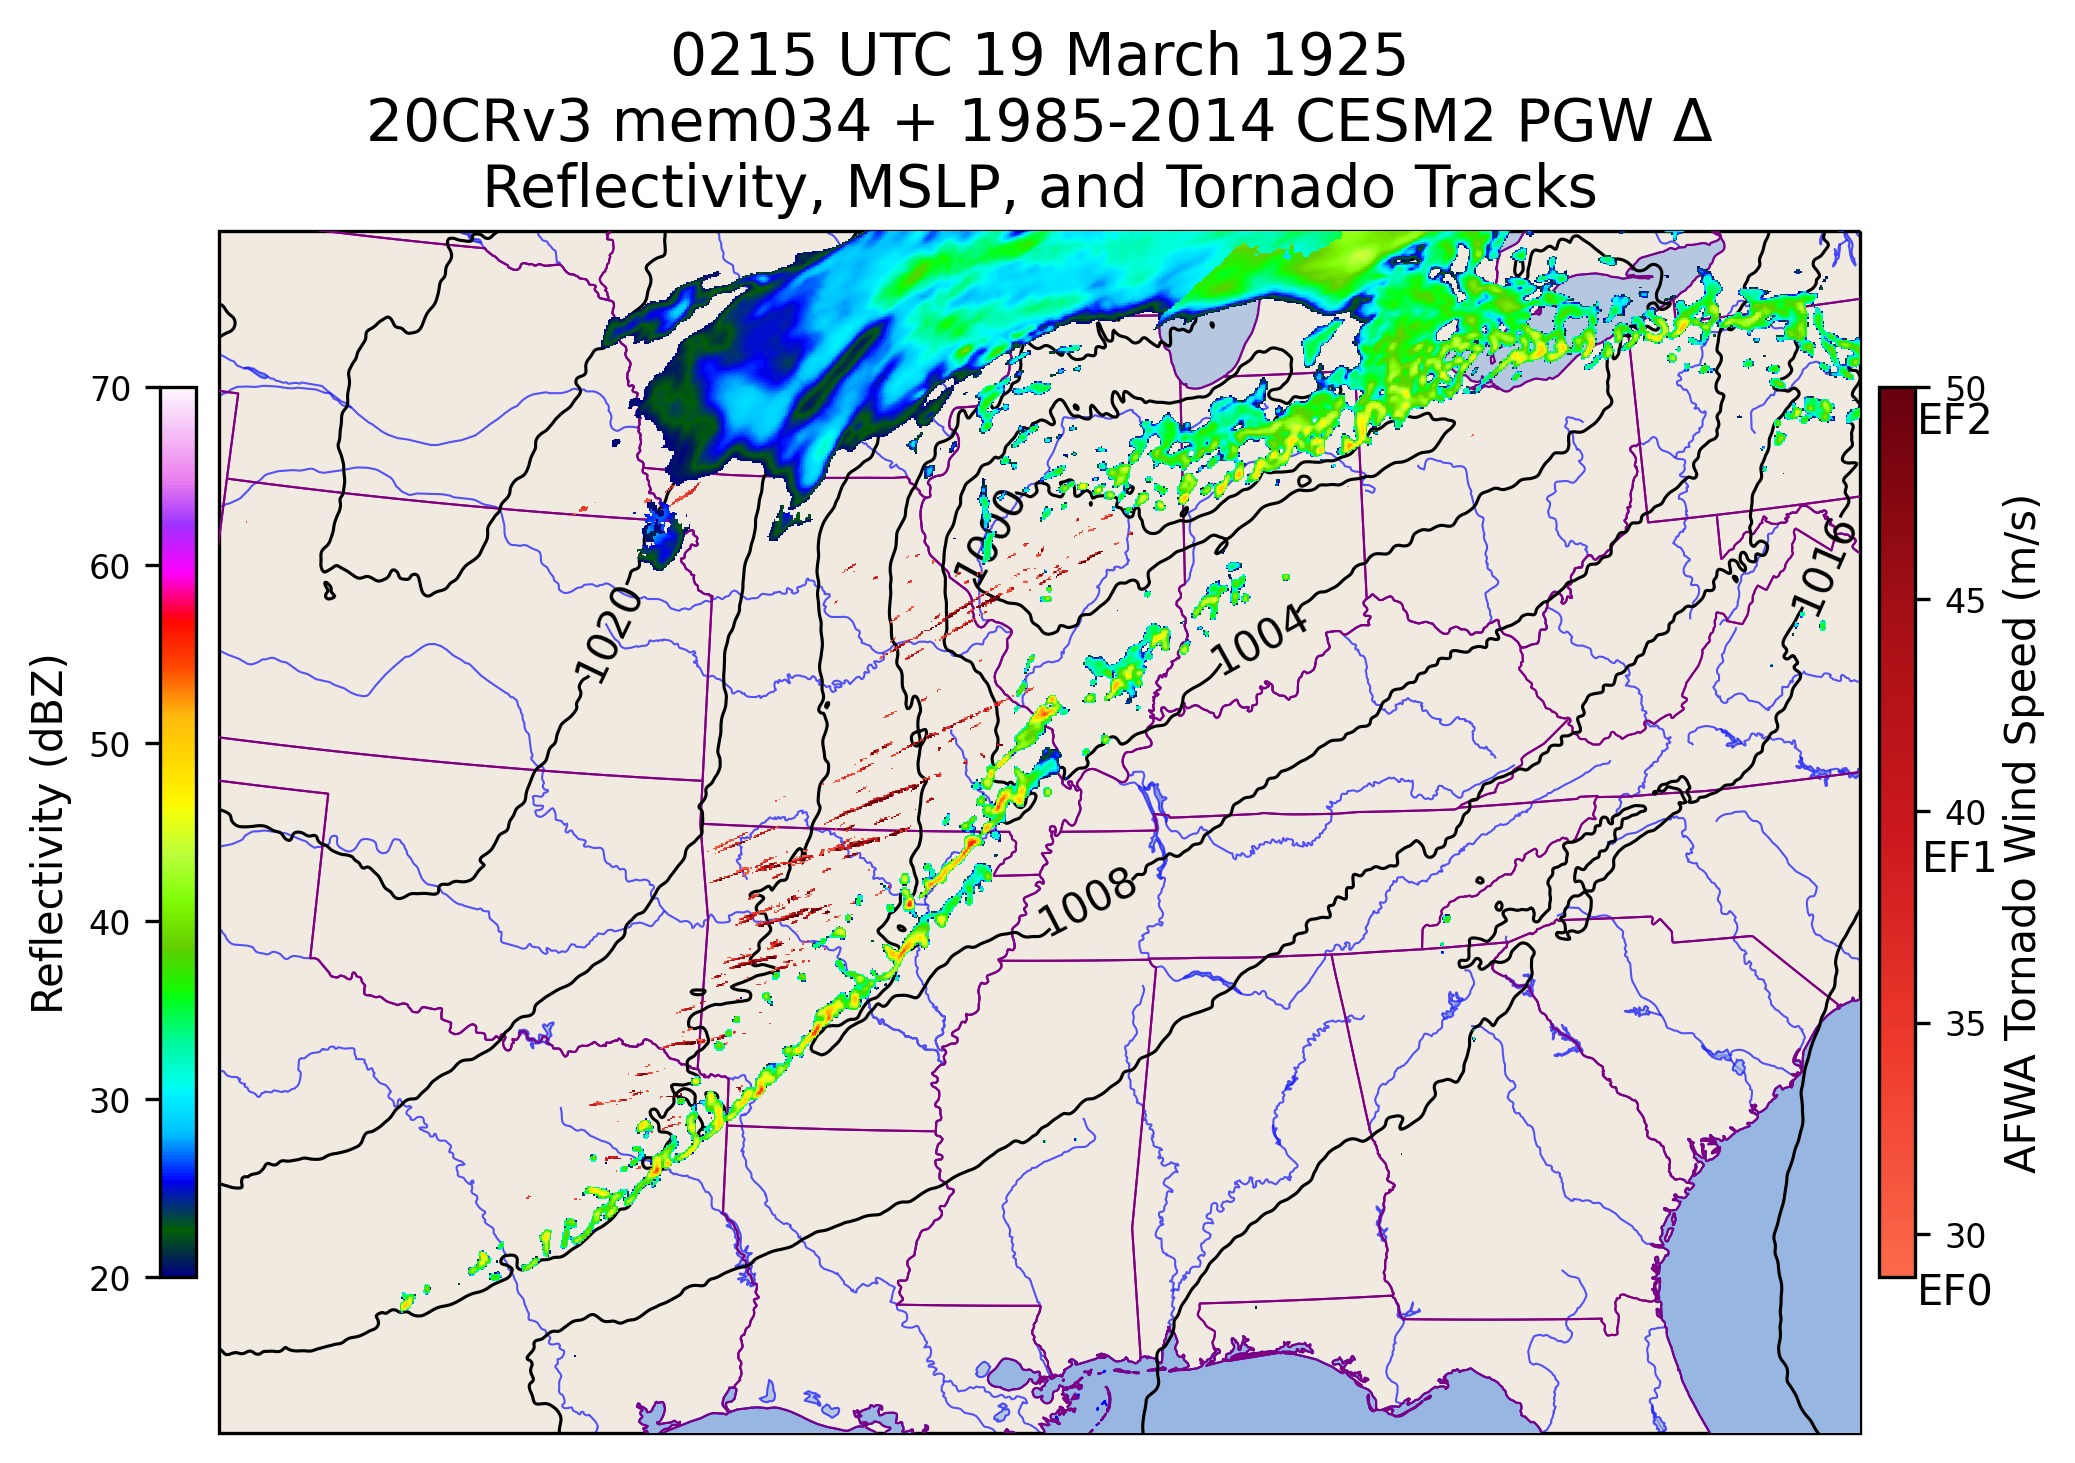 0215 UTC 19 March 1925
20CRv3 mem034 + 1985-2014 CESM2 PGW Δ
Reflectivity, MSLP, and Tornado Tracks
70
60
50
40
30
20
Reflectivity (dBZ)
1000
1004
1008
1016
1020
50
EF2
45
40
EF1
35
30
EF0
AFWA Tornado Wind Speed (m/s)